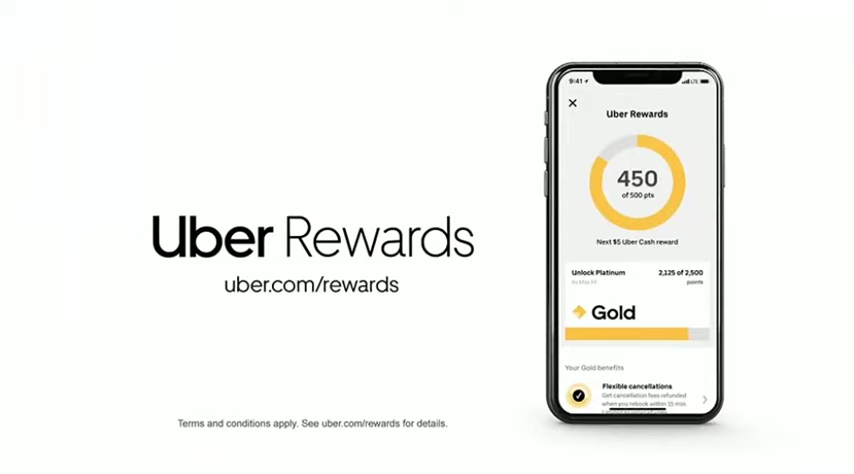 Uber Rewards
uber.com/rewards
Terms and conditions apply. See uber.com/rewards for details.
9:41
LTE
Uber Rewards
450
of 500 pts
Next $5 Uber Cash reward
Unlock Platinum
2,125 of 2,500
points
Gold
Your Gold benefits
Flexible cancellations
Get cancellation fees refunded
when you rebook within 15 min.